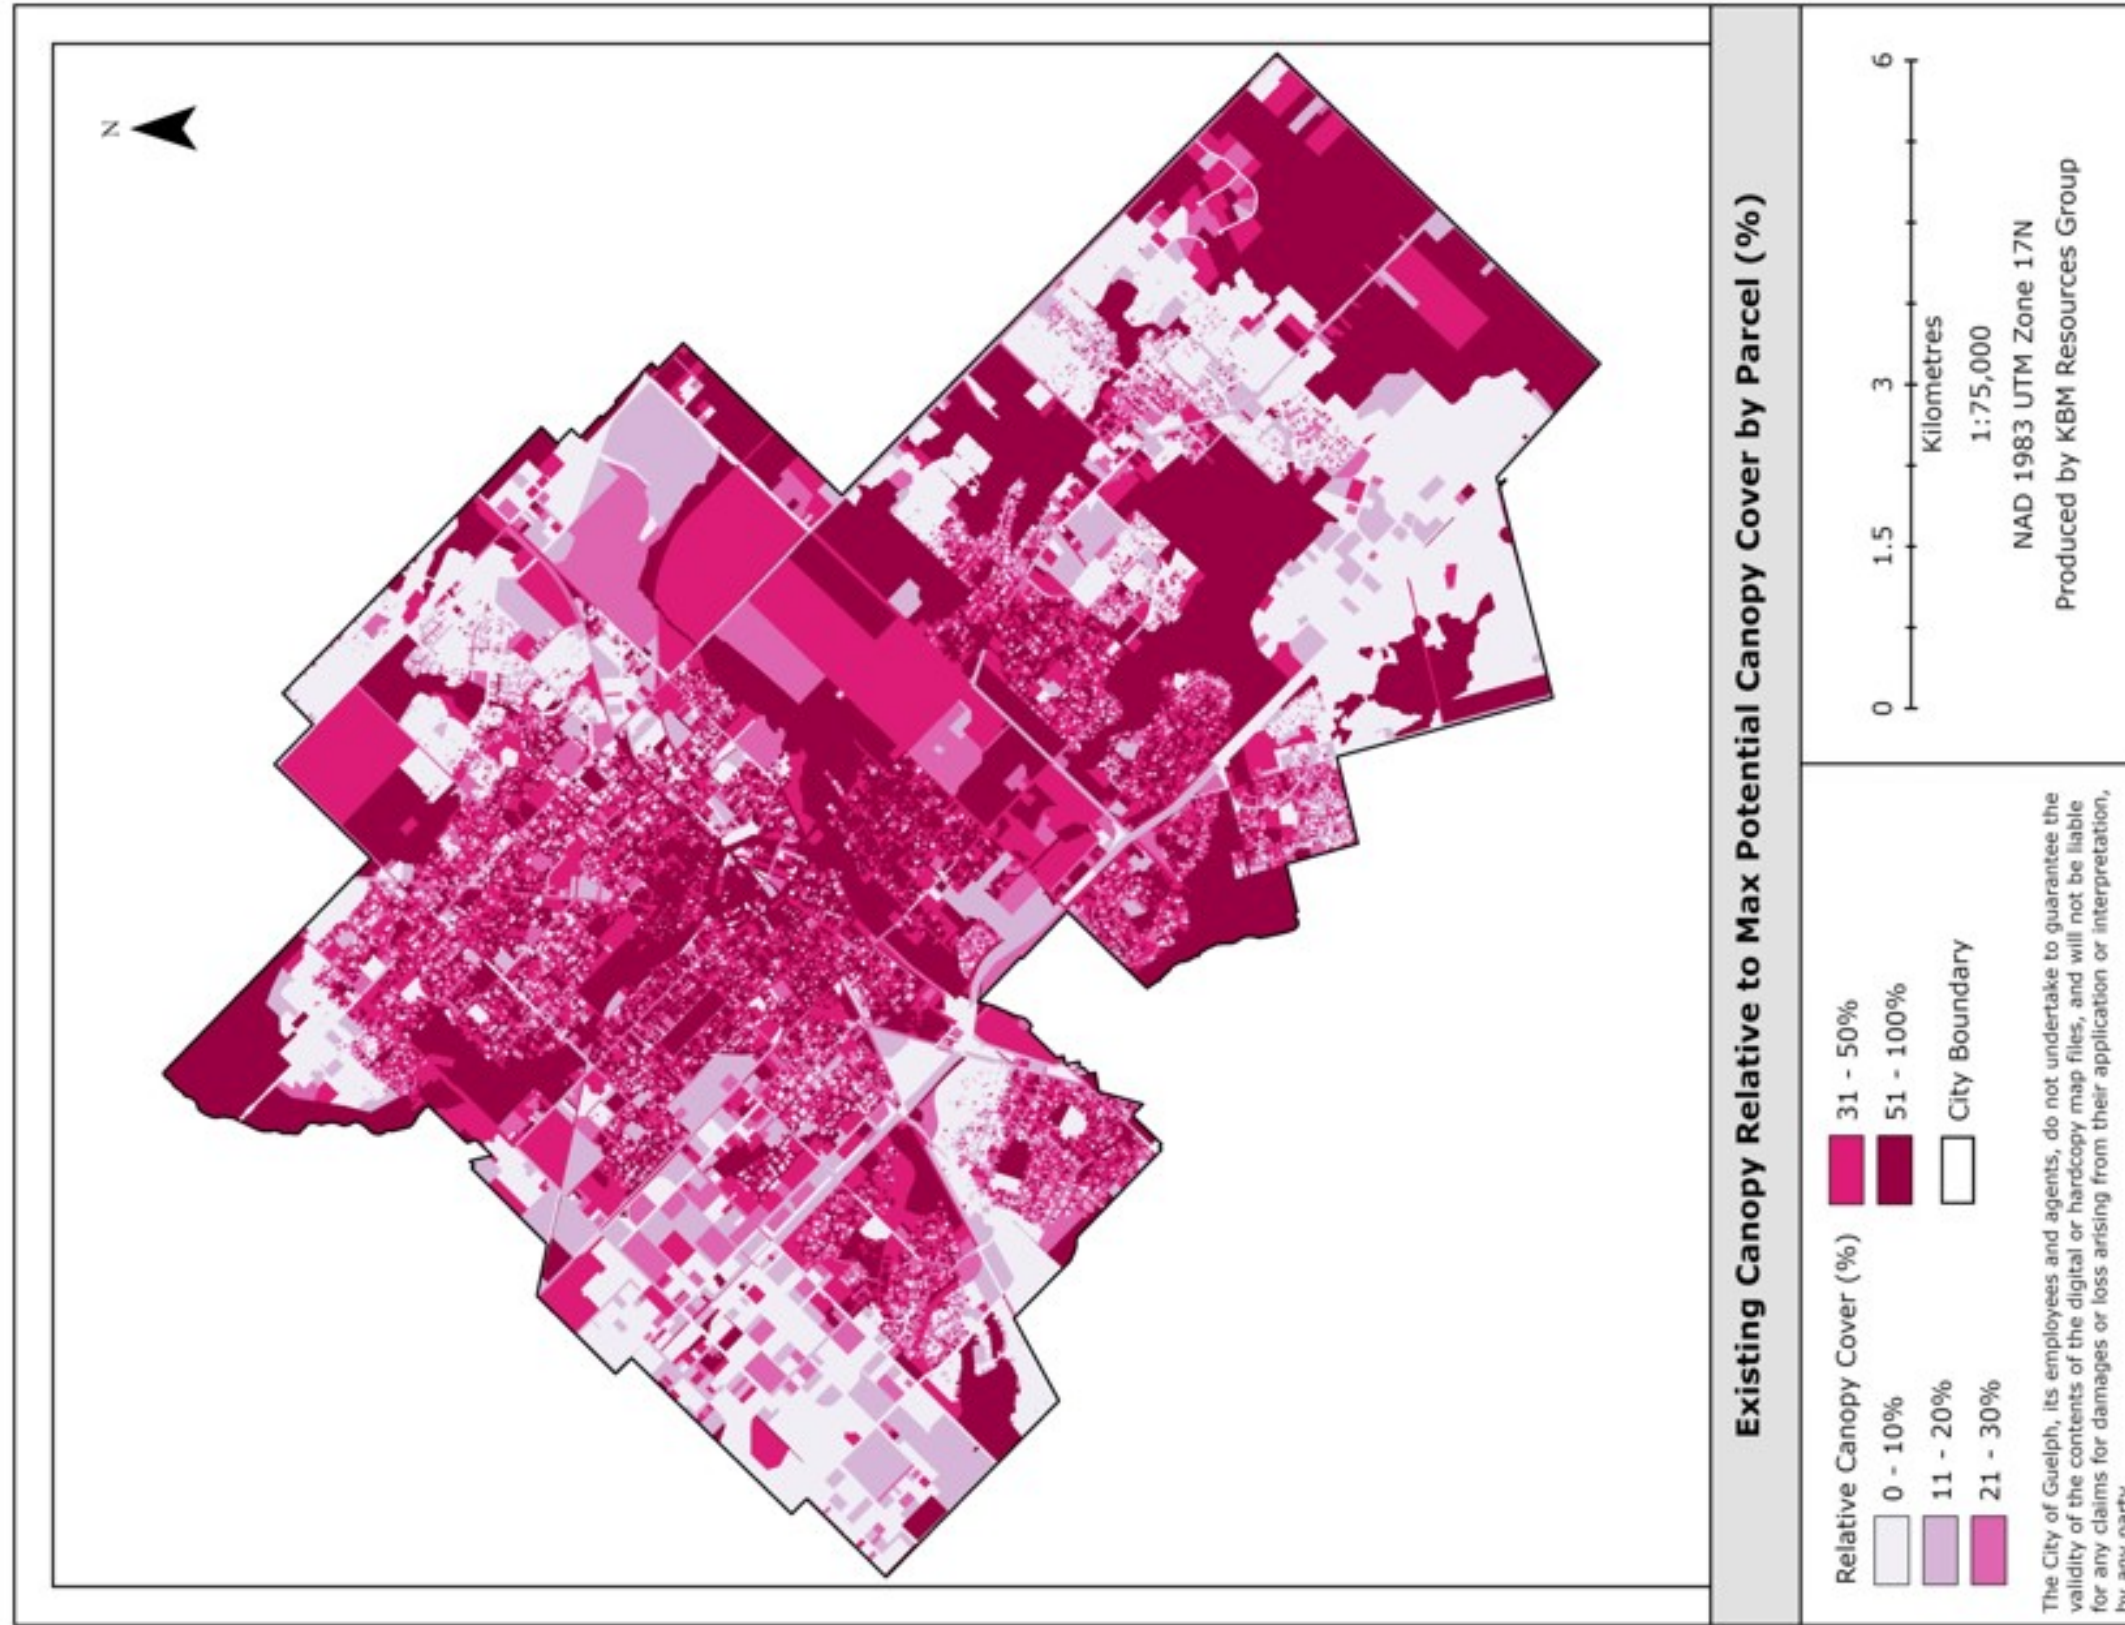 N
Existing Canopy Relative to Max Potential Canopy Cover by Parcel (%)
Relative Canopy Cover (%)
0 - 10%
11 - 20%
21 - 30%
31 - 50%
51 - 100%
City Boundary
The City of Guelph, its employees and agents, do not undertake to guarantee the
validity of the contents of the digital or hardcopy map files, and will not be liable
for any claims for damages or loss arising from their application or interpretation,
by any party.
0 1.5 3 6
Kilometres
1:75,000
NAD 1983 UTM Zone 17N
Produced by KBM Resources Group